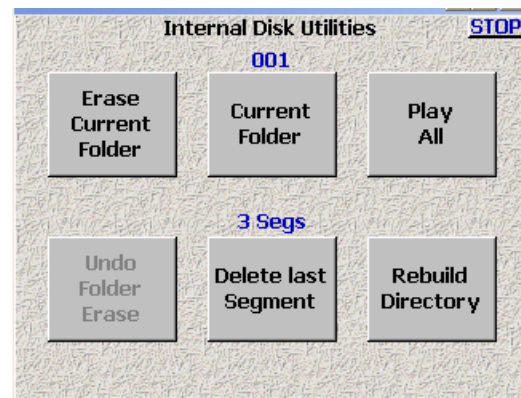 Internal Disk Utilities STOP
001
Erase
Current
Folder
Current
Folder
Play
All
3 Segs
Undo
Folder
Erase
Delete last
Segment
Rebuild
Directory